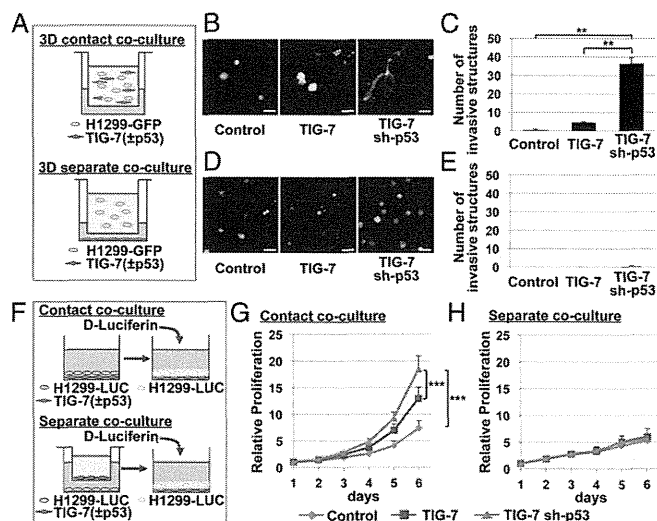 A
3D contact co-culture
H1299-GFP
TIG-7(±p53)
3D separate co-culture
H1299-GFP
TIG-7(±p53)
B
Control
TIG-7
TIG-7
sh-p53
C
Number of
invasive structures
50
40
30
20
10
0
**
**
Control
TIG-7
TIG-7
sh-p53
D
Control
TIG-7
TIG-7
sh-p53
E
Number of
invasive structures
50
40
30
20
10
0
Control
TIG-7
TIG-7
sh-p53
F
Contact co-culture
D-Luciferin
H1299-LUC
H1299-LUC
TIG-7(±p53)
Separate co-culture
D-Luciferin
H1299-LUC
H1299-LUC
TIG-7(±p53)
G
Contact co-culture
Relative Proliferation
25
20
15
10
5
0
1 2 3 4 5 6
days
***
***
H
Separate co-culture
Relative Proliferation
25
20
15
10
5
0
1 2 3 4 5 6
days
Control
TIG-7
TIG-7 sh-p53